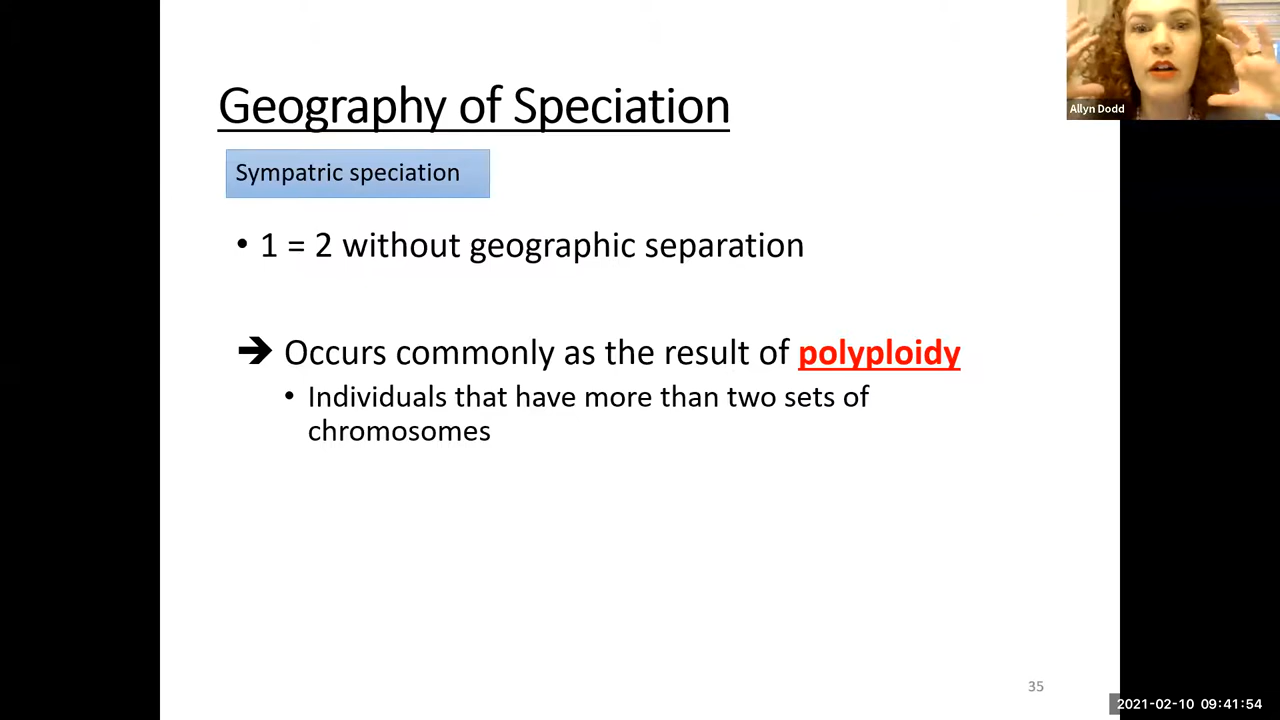 Allyn Dodd
Geography of Speciation
Sympatric speciation
• 1 = 2 without geographic separation
➔ Occurs commonly as the result of polyploidy
• Individuals that have more than two sets of
chromosomes
35
2021-02-10 09:41:54